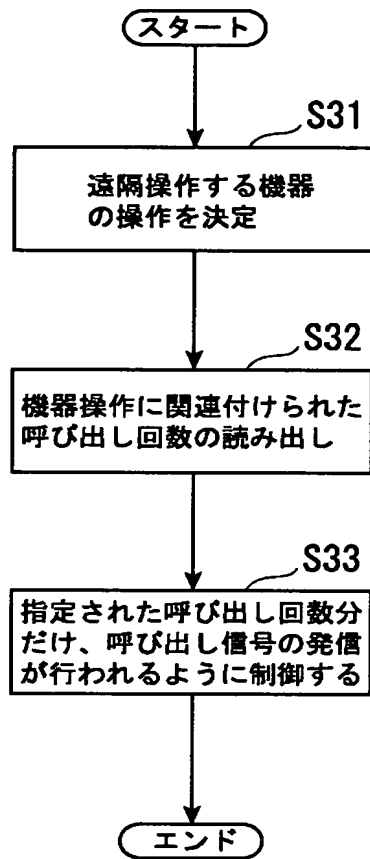 スタート
S31
遠隔操作する機器
の操作を決定
S32
機器操作に関連付けられた
呼び出し回数の読み出し
S33
指定された呼び出し回数分
だけ、呼び出し信号の発信
が行われるように制御する
エンド